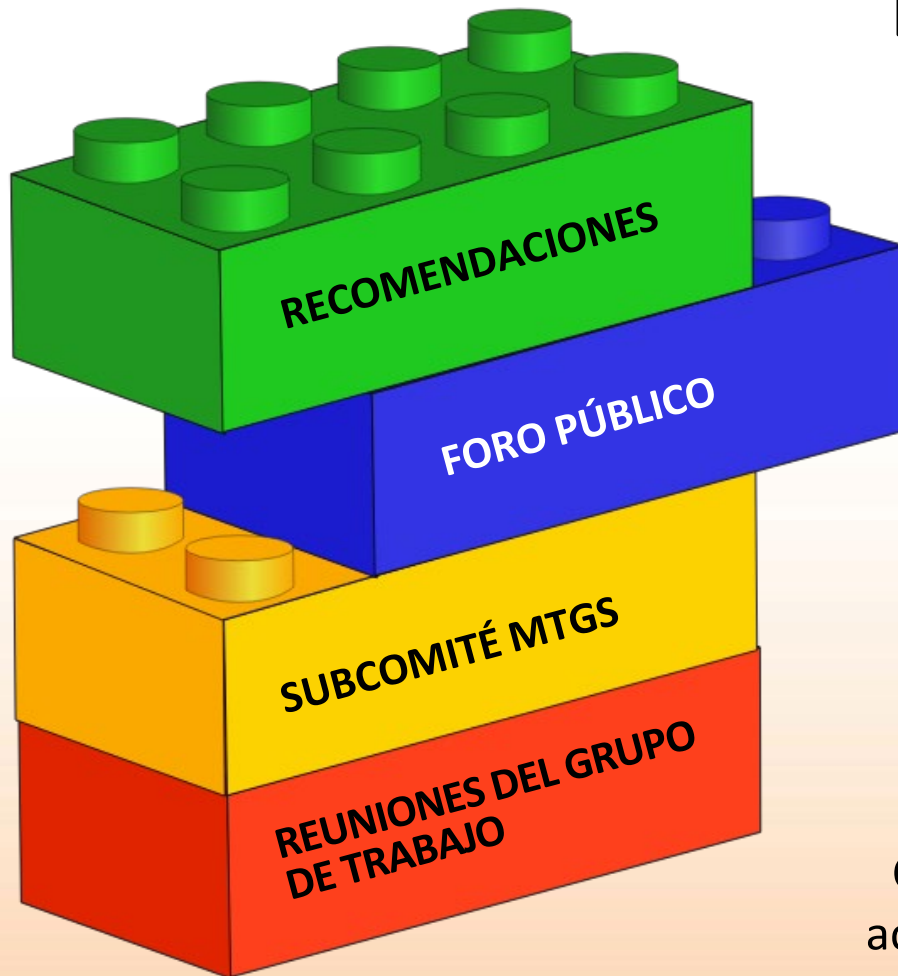 RECOMENDACIONES
FORO PÚBLICO
SUBCOMITÉ MTGS
REUNIONES DEL GRUPO
DE TRABAJO